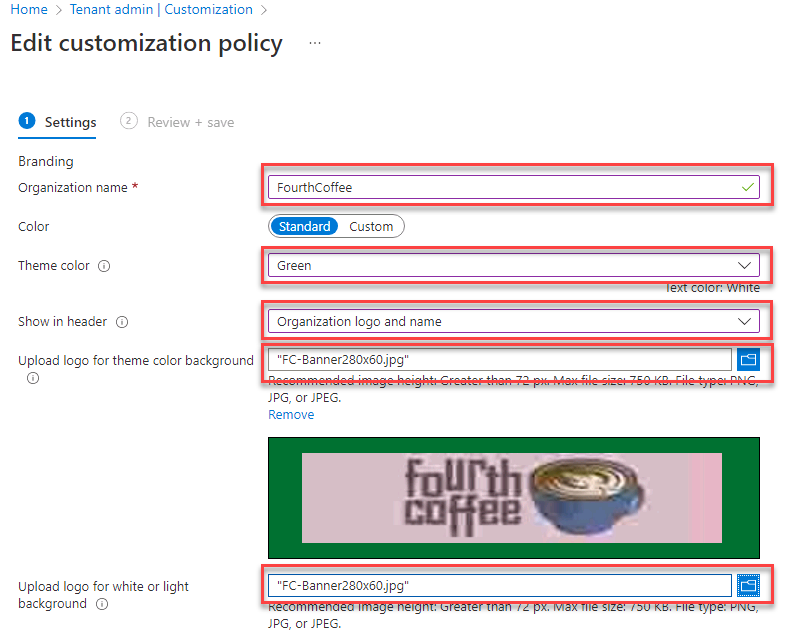 Home > Tenant admin | Customization >
Edit customization policy ...
1 Settings 2 Review + save
Branding
Organization name * FourthCoffee
Color Standard Custom
Theme color Green
Text color: White
Show in header Organization logo and name
Upload logo for theme color background "FC-Banner280x60.jpg"
Recommended image height: Greater than 72 px. Max file size: 750 KB. File type: PNG,
JPG, or JPEG.
Remove
fourth
coffee
Upload logo for white or light "FC-Banner280x60.jpg"
background
Recommended image height: Greater than 72 px. Max file size: 750 KB. File type: PNG,
JPG, or JPEG.